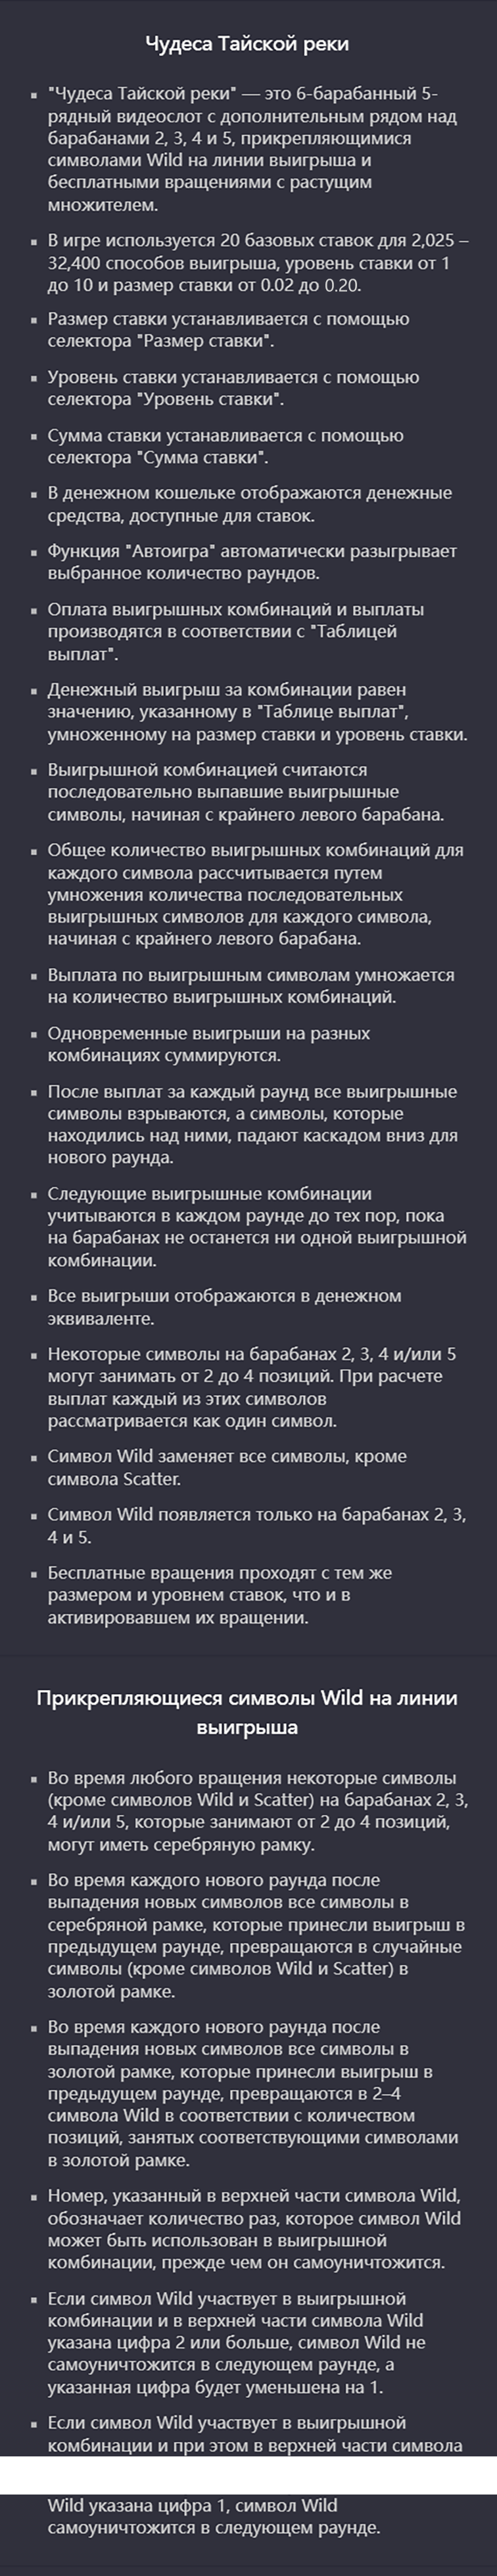 Чудеса Тайской реки
▪ "Чудеса Тайской реки" — это 6-барабанный 5-
рядный видеослот с дополнительным рядом над
барабанами 2, 3, 4 и 5, прикрепляющимися
символами Wild на линии выигрыша и
бесплатными вращениями с растущим
множителем.
▪ В игре используется 20 базовых ставок для 2,025 –
32,400 способов выигрыша, уровень ставки от 1
до 10 и размер ставки от 0.02 до 0.20.
▪ Размер ставки устанавливается с помощью
селектора "Размер ставки".
▪ Уровень ставки устанавливается с помощью
селектора "Уровень ставки".
▪ Сумма ставки устанавливается с помощью
селектора "Сумма ставки".
▪ В денежном кошельке отображаются денежные
средства, доступные для ставок.
▪ Функция "Автоигра" автоматически разыгрывает
выбранное количество раундов.
▪ Оплата выигрышных комбинаций и выплаты
производятся в соответствии с "Таблицей
выплат".
▪ Денежный выигрыш за комбинации равен
значению, указанному в "Таблице выплат",
умноженному на размер ставки и уровень ставки.
▪ Выигрышной комбинацией считаются
последовательно выпавшие выигрышные
символы, начиная с крайнего левого барабана.
▪ Общее количество выигрышных комбинаций для
каждого символа рассчитывается путем
умножения количества последовательных
выигрышных символов для каждого символа,
начиная с крайнего левого барабана.
▪ Выплата по выигрышным символам умножается
на количество выигрышных комбинаций.
▪ Одновременные выигрыши на разных
комбинациях суммируются.
▪ После выплат за каждый раунд все выигрышные
символы взрываются, а символы, которые
находились над ними, падают каскадом вниз для
нового раунда.
▪ Следующие выигрышные комбинации
учитываются в каждом раунде до тех пор, пока
на барабанах не останется ни одной выигрышной
комбинации.
▪ Все выигрыши отображаются в денежном
эквиваленте.
▪ Некоторые символы на барабанах 2, 3, 4 и/или 5
могут занимать от 2 до 4 позиций. При расчете
выплат каждый из этих символов
рассматривается как один символ.
▪ Символ Wild заменяет все символы, кроме
символа Scatter.
▪ Символ Wild появляется только на барабанах 2, 3,
4 и 5.
▪ Бесплатные вращения проходят с тем же
размером и уровнем ставок, что и в
активировавшем их вращении.
Прикрепляющиеся символы Wild на линии
выигрыша
▪ Во время любого вращения некоторые символы
(кроме символов Wild и Scatter) на барабанах 2, 3,
4 и/или 5, которые занимают от 2 до 4 позиций,
могут иметь серебряную рамку.
▪ Во время каждого нового раунда после
выпадения новых символов все символы в
серебряной рамке, которые принесли выигрыш в
предыдущем раунде, превращаются в случайные
символы (кроме символов Wild и Scatter) в
золотой рамке.
▪ Во время каждого нового раунда после
выпадения новых символов все символы в
золотой рамке, которые принесли выигрыш в
предыдущем раунде, превращаются в 2–4
символа Wild в соответствии с количеством
позиций, занятых соответствующими символами
в золотой рамке.
▪ Номер, указанный в верхней части символа Wild,
обозначает количество раз, которое символ Wild
может быть использован в выигрышной
комбинации, прежде чем он самоуничтожится.
▪ Если символ Wild участвует в выигрышной
комбинации и в верхней части символа Wild
указана цифра 2 или больше, символ Wild не
самоуничтожится в следующем раунде, а
указанная цифра будет уменьшена на 1.
▪ Если символ Wild участвует в выигрышной
комбинации и при этом в верхней части символа
Wild указана цифра 1, символ Wild
самоуничтожится в следующем раунде.